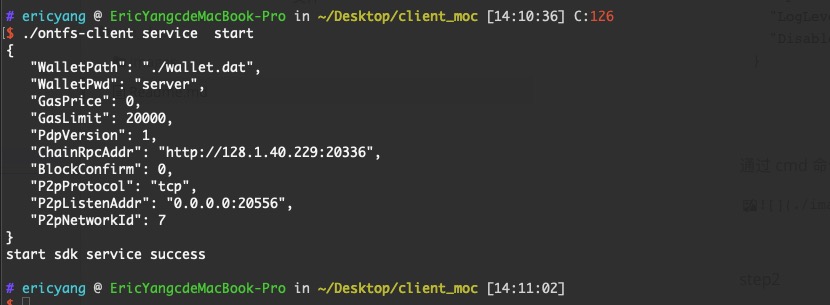 # ericyang @ EricYangcdeMacBook-Pro in ~/Desktop/client_moc [14:10:36] C:126
$ ./ontfs-client service  start
{
   "WalletPath": "./wallet.dat",
   "WalletPwd": "server",
   "GasPrice": 0,
   "GasLimit": 20000,
   "PdpVersion": 1,
   "ChainRpcAddr": "http://128.1.40.229:20336",
   "BlockConfirm": 0,
   "P2pProtocol": "tcp",
   "P2pListenAddr": "0.0.0.0:20556",
   "P2pNetworkId": 7
}
start sdk service success
# ericyang @ EricYangcdeMacBook-Pro in ~/Desktop/client_moc [14:11:02]
$
"LogLeve
"Disable
}
通过 cmd 命
step2